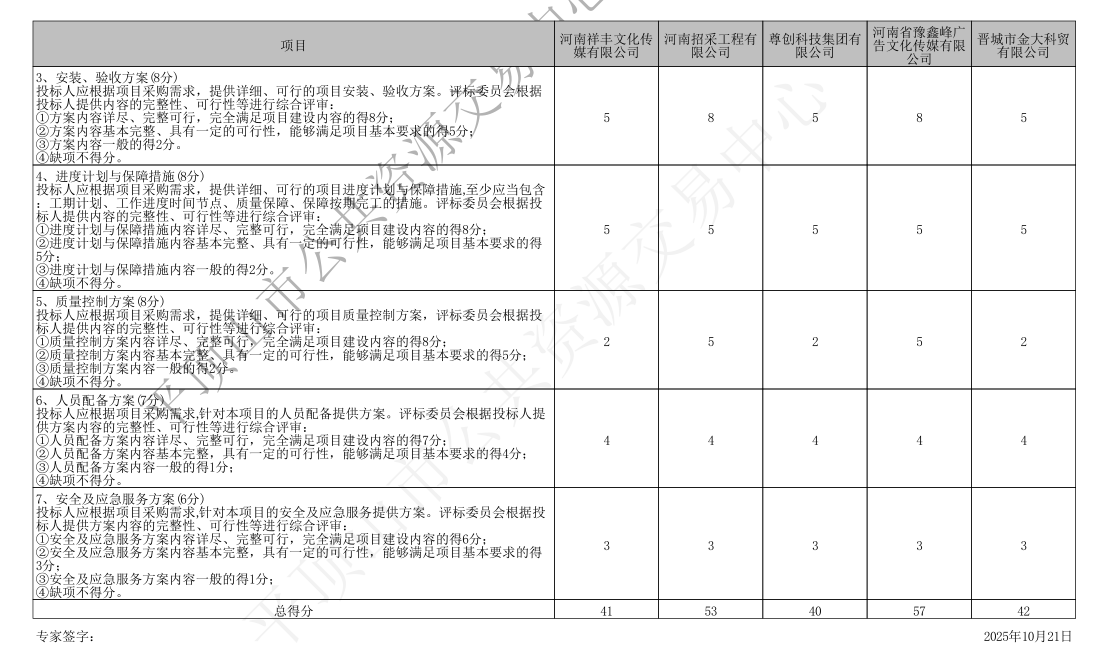 项目
河南祥丰文化传
媒有限公司
河南招采工程有
限公司
尊创科技集团有
限公司
河南省豫鑫峰广
告文化传媒有限
公司
晋城市金大科贸
有限公司
3、安装、验收方案(8分)
投标人应根据项目采购需求，提供详细、可行的项目安装、验收方案。评标委员会根据
投标人提供内容的完整性、可行性等进行综合评审：
①方案内容详尽、完整可行，完全满足项目建设内容的得8分；
②方案内容基本完整、具有一定的可行性，能够满足项目基本要求的得5分；
③方案内容一般的得2分。
④缺项不得分。
5 8 5 8 5
4、进度计划与保障措施(8分)
投标人应根据项目采购需求，提供详细、可行的项目进度计划与保障措施,至少应当包含
：工期计划、工作进度时间节点、质量保障、保障按期完工的措施。评标委员会根据投
标人提供内容的完整性、可行性等进行综合评审：
①进度计划与保障措施内容详尽、完整可行，完全满足项目建设内容的得8分；
②进度计划与保障措施内容基本完整、具有一定的可行性，能够满足项目基本要求的得
5分；
③进度计划与保障措施内容一般的得2分。
④缺项不得分。
5 5 5 5 5
5、质量控制方案(8分)
投标人应根据项目采购需求，提供详细、可行的项目质量控制方案，评标委员会根据投
标人提供内容的完整性、可行性等进行综合评审：
①质量控制方案内容详尽、完整可行，完全满足项目建设内容的得8分；
②质量控制方案内容基本完整、具有一定的可行性，能够满足项目基本要求的得5分；
③质量控制方案内容一般的得2分。
④缺项不得分。
2 5 2 5 2
6、人员配备方案(7分)
投标人应根据项目采购需求,针对本项目的人员配备提供方案。评标委员会根据投标人提
供方案内容的完整性、可行性等进行综合评审：
①人员配备方案内容详尽、完整可行，完全满足项目建设内容的得7分；
②人员配备方案内容基本完整，具有一定的可行性，能够满足项目基本要求的得4分；
③人员配备方案内容一般的得1分；
④缺项不得分。
4 4 4 4 4
7、安全及应急服务方案(6分)
投标人应根据项目采购需求,针对本项目的安全及应急服务提供方案。评标委员会根据投
标人提供方案内容的完整性、可行性等进行综合评审：
①安全及应急服务方案内容详尽、完整可行，完全满足项目建设内容的得6分；
②安全及应急服务方案内容基本完整，具有一定的可行性，能够满足项目基本要求的得
3分；
③安全及应急服务方案内容一般的得1分；
④缺项不得分。
3 3 3 3 3
总得分 41 53 40 57 42
专家签字： 2025年10月21日
平顶山市公共资源交易中心
平顶山市公共资源交易中心